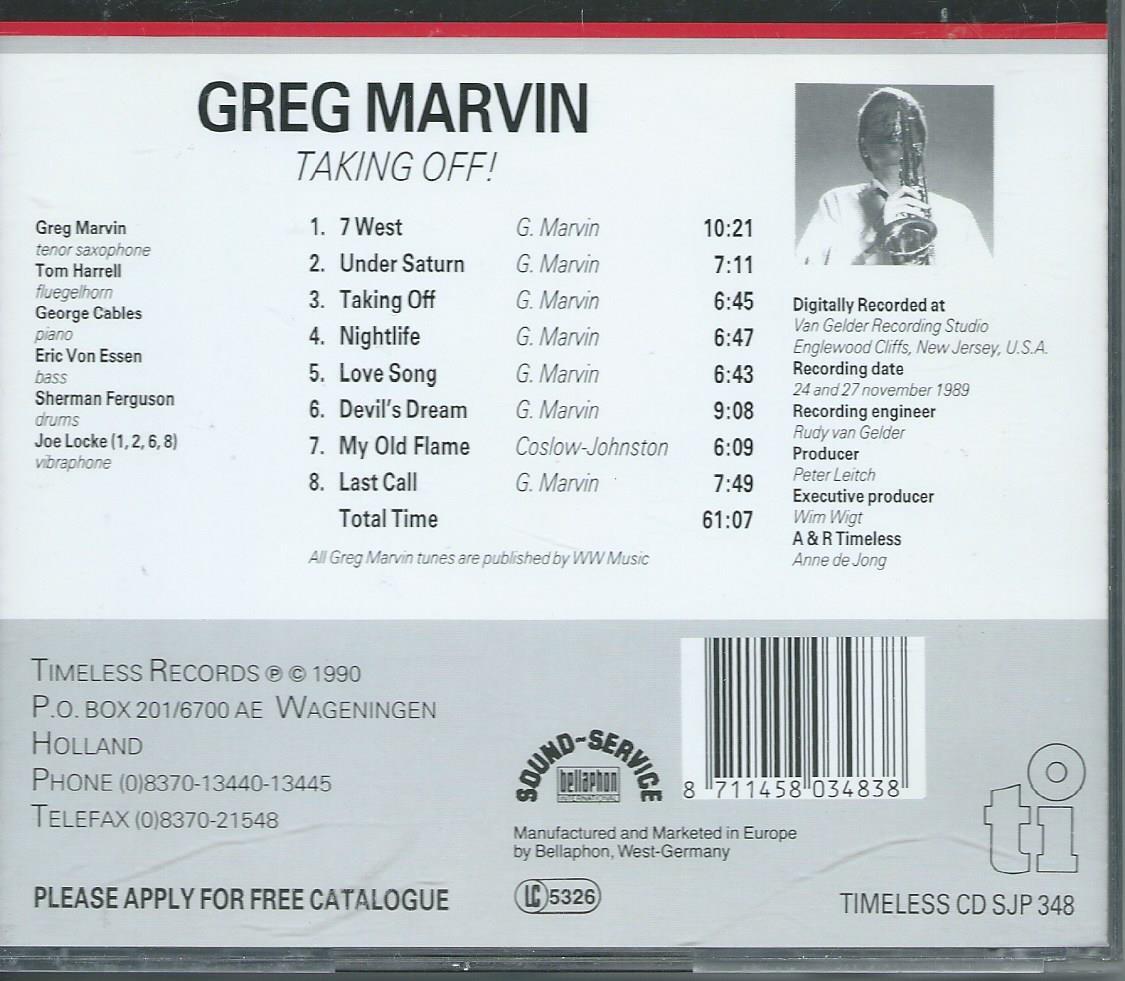 GREG MARVIN
TAKING OFF!
Greg Marvin
tenor saxophone
Tom Harrell
fluegelhorn
George Cables
piano
Eric Von Essen
bass
Sherman Ferguson
drums
Joe Locke (1, 2, 6, 8)
vibraphone
1. 7 West G. Marvin 10:21
2. Under Saturn G. Marvin 7:11
3. Taking Off G. Marvin 6:45
4. Nightlife G. Marvin 6:47
5. Love Song G. Marvin 6:43
6. Devil's Dream G. Marvin 9:08
7. My Old Flame Coslow-Johnston 6:09
8. Last Call G. Marvin 7:49
Total Time 61:07
All Greg Marvin tunes are published by WW Music
Digitally Recorded at
Van Gelder Recording Studio
Englewood Cliffs, New Jersey, U.S.A.
Recording date
24 and 27 november 1989
Recording engineer
Rudy van Gelder
Producer
Peter Leitch
Executive producer
Wim Wigt
A & R Timeless
Anne de Jong
TIMELESS RECORDS ℗ © 1990
P.O. BOX 201/6700 AE WAGENINGEN
HOLLAND
PHONE (0)8370-13440-13445
TELEFAX (0)8370-21548
PLEASE APPLY FOR FREE CATALOGUE
SOUND-SERVICE
bellaphon
INTERNATIONAL
Manufactured and Marketed in Europe
by Bellaphon, West-Germany
LC 5326
8 711458 034838
ti
TIMELESS CD SJP 348